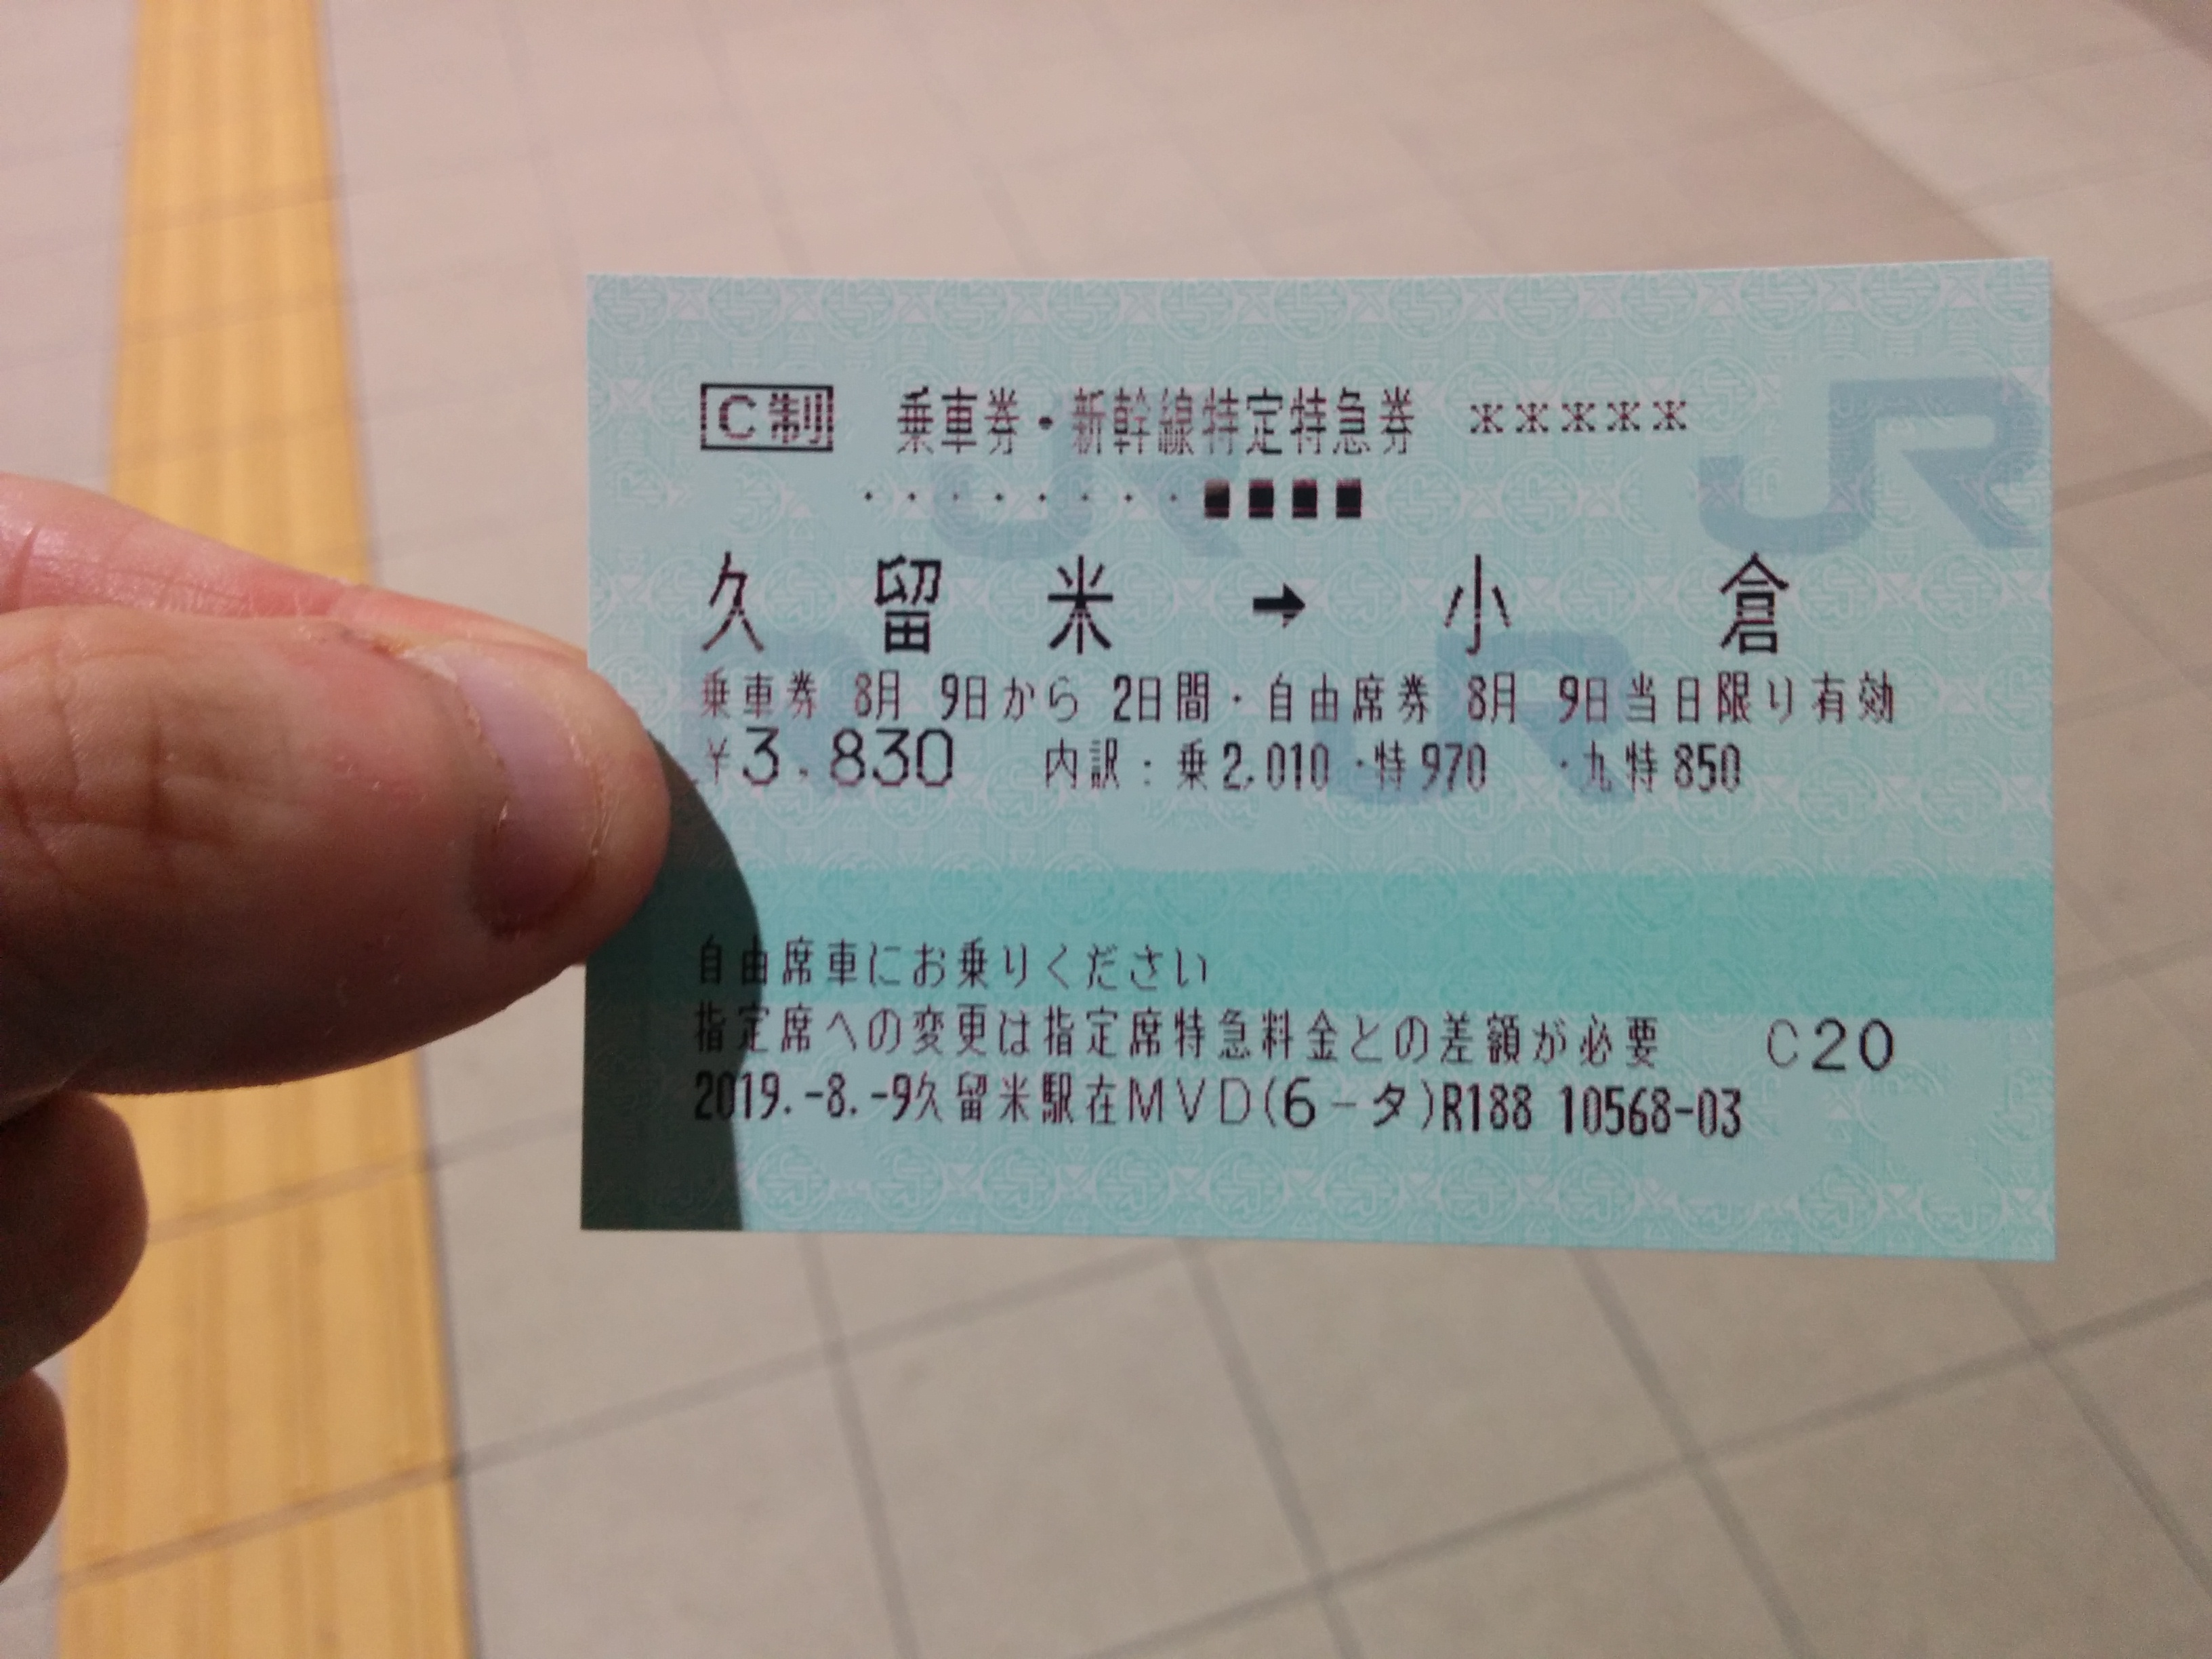 C制 乗車券・新幹線特定特急券 *****
・・・・・・・・■■■■
久留米 ➡ 小倉
乗車券 8月 9日から 2日間・自由席券 8月 9日当日限り有効
¥3,830 内訳:乗2,010・特970 ・九特850
自由席車にお乗りください
指定席への変更は指定席特急料金との差額が必要 C20
2019.-8.-9久留米駅在MVD(6-タ)R188 10568-03
JR
JR
JR
JR